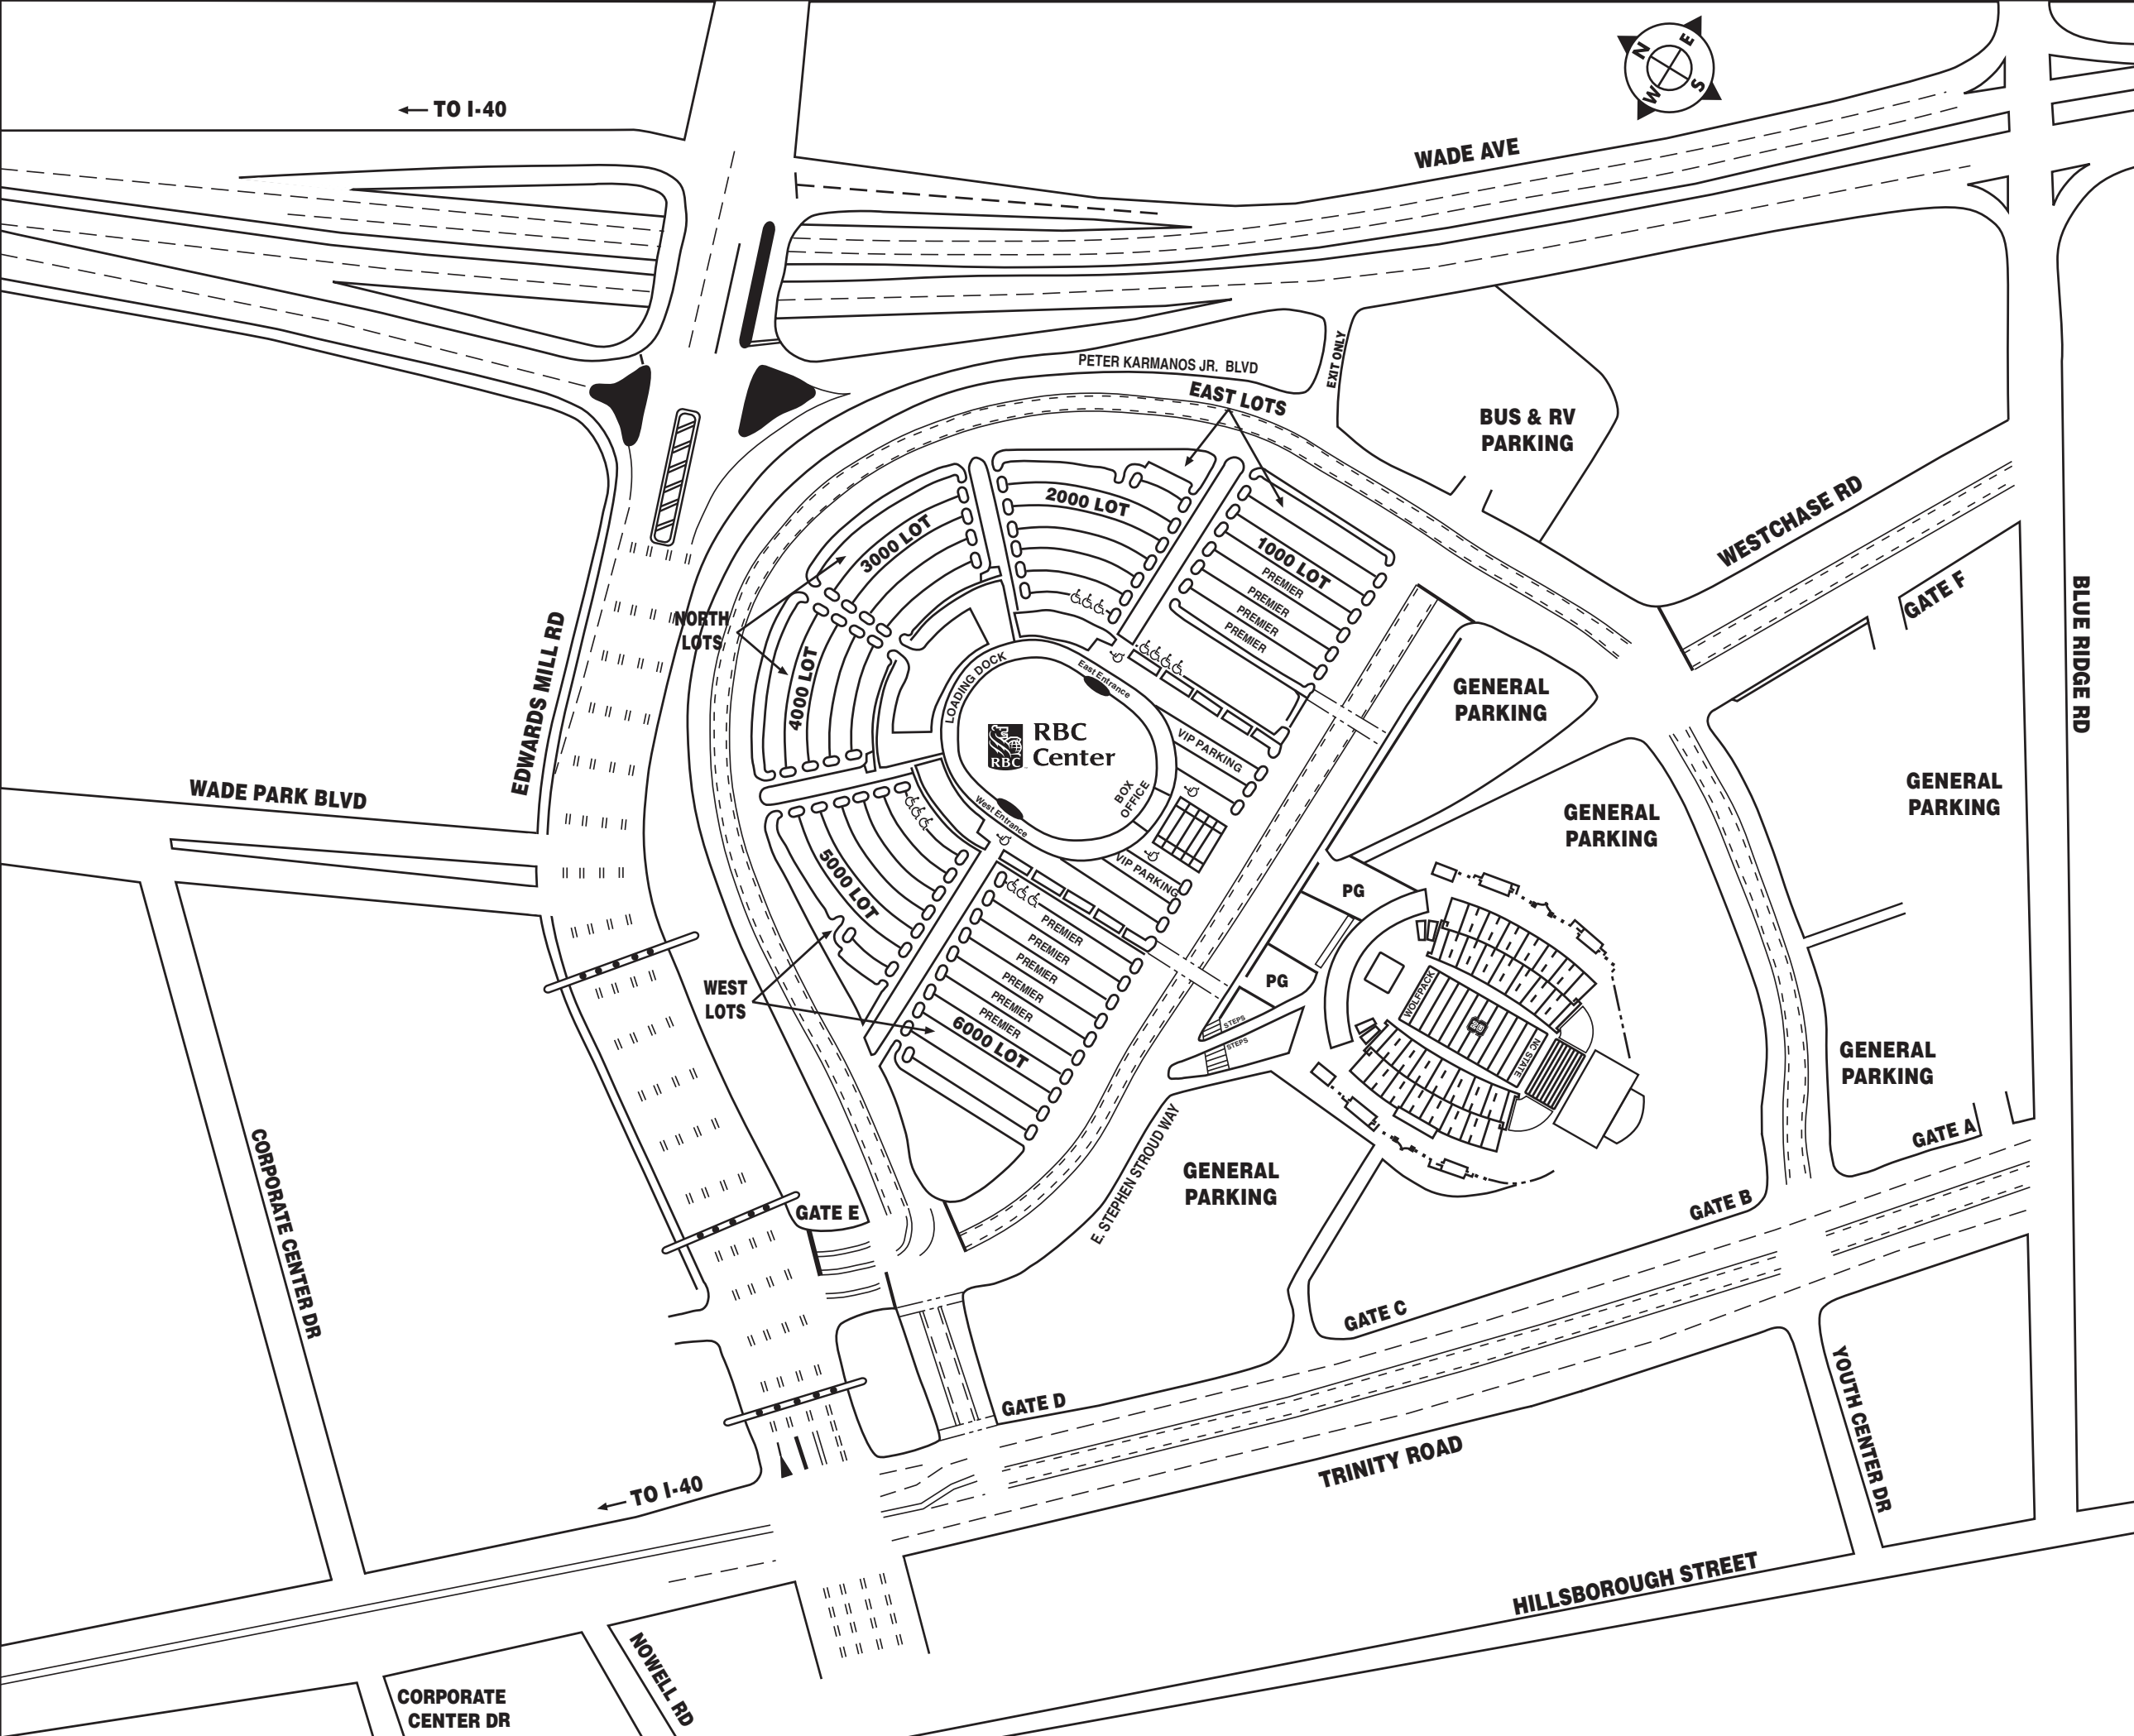 N
E
S
W
← TO I-40
WADE AVE
PETER KARMANOS JR. BLVD
EXIT ONLY
EAST LOTS
BUS & RV
PARKING
WESTCHASE RD
GATE F
BLUE RIDGE RD
2000 LOT
3000 LOT
1000 LOT
PREMIER
PREMIER
PREMIER
PREMIER
NORTH
LOTS
4000 LOT
EDWARDS MILL RD
LOADING DOCK
East Entrance
RBC
RBC
Center
VIP PARKING
BOX
OFFICE
West Entrance
VIP PARKING
GENERAL
PARKING
GENERAL
PARKING
GENERAL
PARKING
WADE PARK BLVD
5000 LOT
PG
PG
PREMIER
PREMIER
PREMIER
PREMIER
PREMIER
PREMIER
6000 LOT
WEST
LOTS
STEPS
STEPS
WOLFPACK
NC STATE
GENERAL
PARKING
GATE A
GATE B
GATE C
GATE D
GATE E
E. STEPHEN STROUD WAY
GENERAL
PARKING
CORPORATE CENTER DR
← TO I-40
TRINITY ROAD
YOUTH CENTER DR
HILLSBOROUGH STREET
NOWELL RD
CORPORATE
CENTER DR